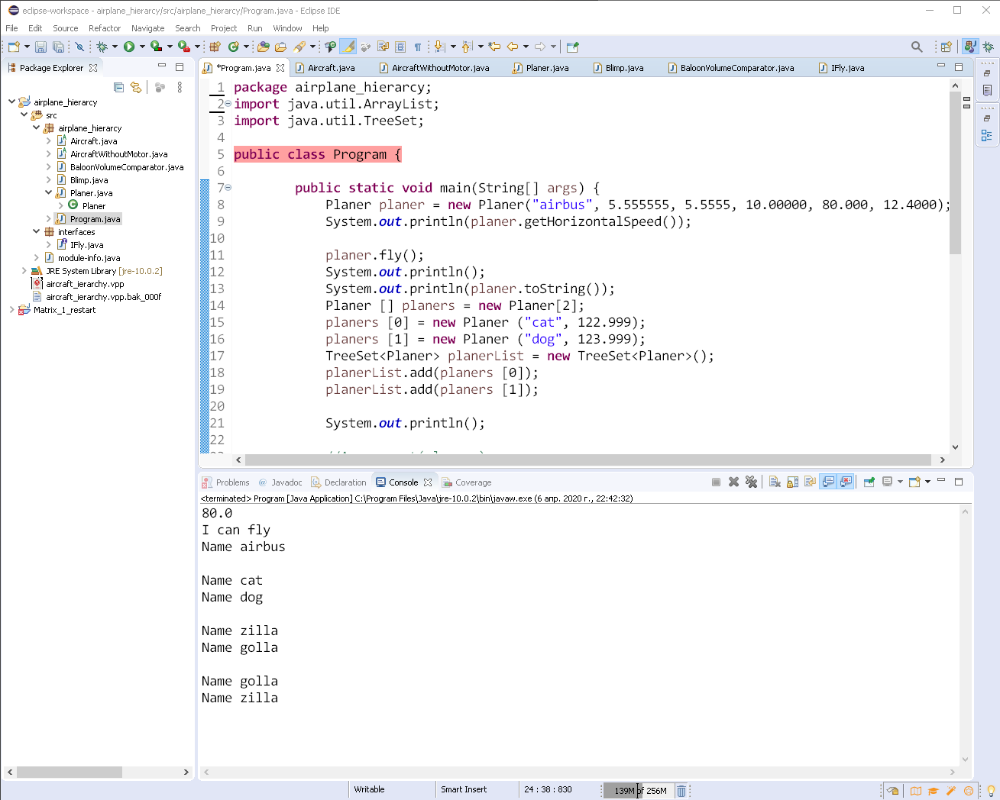 eclipse-workspace - airplane_hierarcy/src/airplane_hierarcy/Program.java - Eclipse IDE
File Edit Source Refactor Navigate Search Project Run Window Help
Package Explorer
airplane_hierarcy
src
airplane_hierarcy
Aircraft.java
AircraftWithoutMotor.java
BaloonVolumeComparator.java
Blimp.java
Planer.java
Planer
Program.java
interfaces
IFly.java
module-info.java
JRE System Library [jre-10.0.2]
aircraft_ierarchy.vpp
aircraft_ierarchy.vpp.bak_000f
Matrix_1_restart
*Program.java Aircraft.java AircraftWithoutMotor.java Planer.java Blimp.java BaloonVolumeComparator.java IFly.java
1 package airplane_hierarcy;
2 import java.util.ArrayList;
3 import java.util.TreeSet;
4
5 public class Program {
6
7 public static void main(String[] args) {
8 Planer planer = new Planer("airbus", 5.555555, 5.5555, 10.00000, 80.000, 12.4000);
9 System.out.println(planer.getHorizontalSpeed());
10
11 planer.fly();
12 System.out.println();
13 System.out.println(planer.toString());
14 Planer [] planers = new Planer[2];
15 planers [0] = new Planer ("cat", 122.999);
16 planers [1] = new Planer ("dog", 123.999);
17 TreeSet<Planer> planerList = new TreeSet<Planer>();
18 planerList.add(planers [0]);
19 planerList.add(planers [1]);
20
21 System.out.println();
22
Problems Javadoc Declaration Console Coverage
<terminated> Program [Java Application] C:\Program Files\Java\jre-10.0.2\bin\javaw.exe (6 апр. 2020 г., 22:42:32)
80.0
I can fly
Name airbus
Name cat
Name dog
Name zilla
Name golla
Name golla
Name zilla
Writable Smart Insert 24 : 38 : 830 139M of 256M